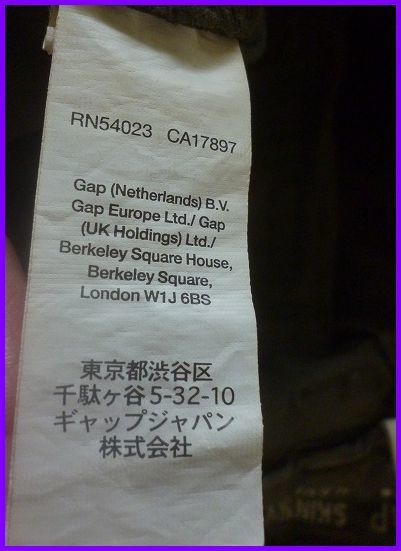 RN54023 CA17897
Gap (Netherlands) B.V.
Gap Europe Ltd./ Gap
(UK Holdings) Ltd./
Berkeley Square House,
Berkeley Square,
London W1J 6BS
東京都渋谷区
千駄ヶ谷5-32-10
ギャップジャパン
株式会社